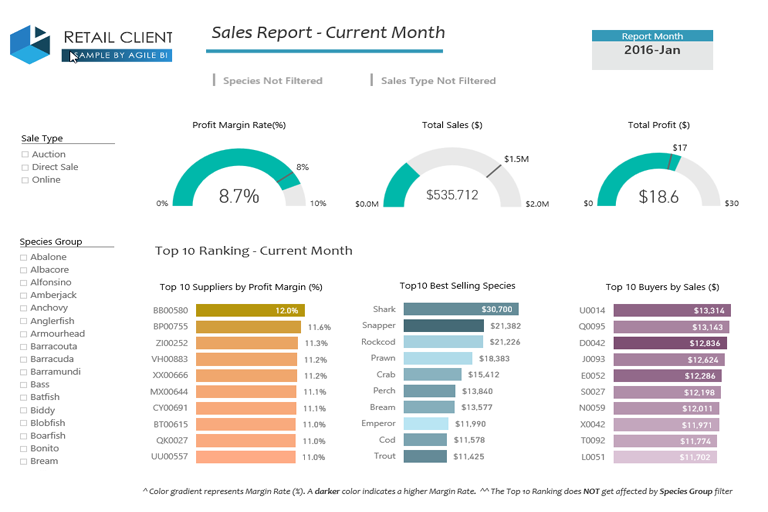 RETAIL CLIENT
SAMPLE BY AGILE BI
Sales Report - Current Month
Report Month
2016-Jan
Species Not Filtered
Sales Type Not Filtered
Sale Type
Auction
Direct Sale
Online
Profit Margin Rate(%)
8%
8.7%
0%
10%
Total Sales ($)
$1.5M
$535,712
$0.0M
$2.0M
Total Profit ($)
$17
$18.6
$0
$30
Species Group
Abalone
Albacore
Alfonsino
Amberjack
Anchovy
Anglerfish
Armourhead
Barracouta
Barracuda
Barramundi
Bass
Batfish
Biddy
Blobfish
Boarfish
Bonito
Bream
Top 10 Ranking - Current Month
Top 10 Suppliers by Profit Margin (%)
BB00580 12.0%
BP00755 11.6%
ZI00252 11.3%
VH00883 11.2%
XX00666 11.2%
MX00644 11.1%
CY00691 11.1%
BT00615 11.0%
QK0027 11.0%
UU00557 11.0%
Top10 Best Selling Species
Shark $30,700
Snapper $21,382
Rockcod $21,226
Prawn $18,383
Crab $15,412
Perch $13,840
Bream $13,577
Emperor $11,990
Cod $11,578
Trout $11,425
Top 10 Buyers by Sales ($)
U0014 $13,314
Q0095 $13,143
D0042 $12,836
J0093 $12,624
E0052 $12,286
S0027 $12,198
N0059 $12,011
X0042 $11,971
T0092 $11,774
L0051 $11,702
^ Color gradient represents Margin Rate (%). A darker color indicates a higher Margin Rate. ^^ The Top 10 Ranking does NOT get affected by Species Group filter